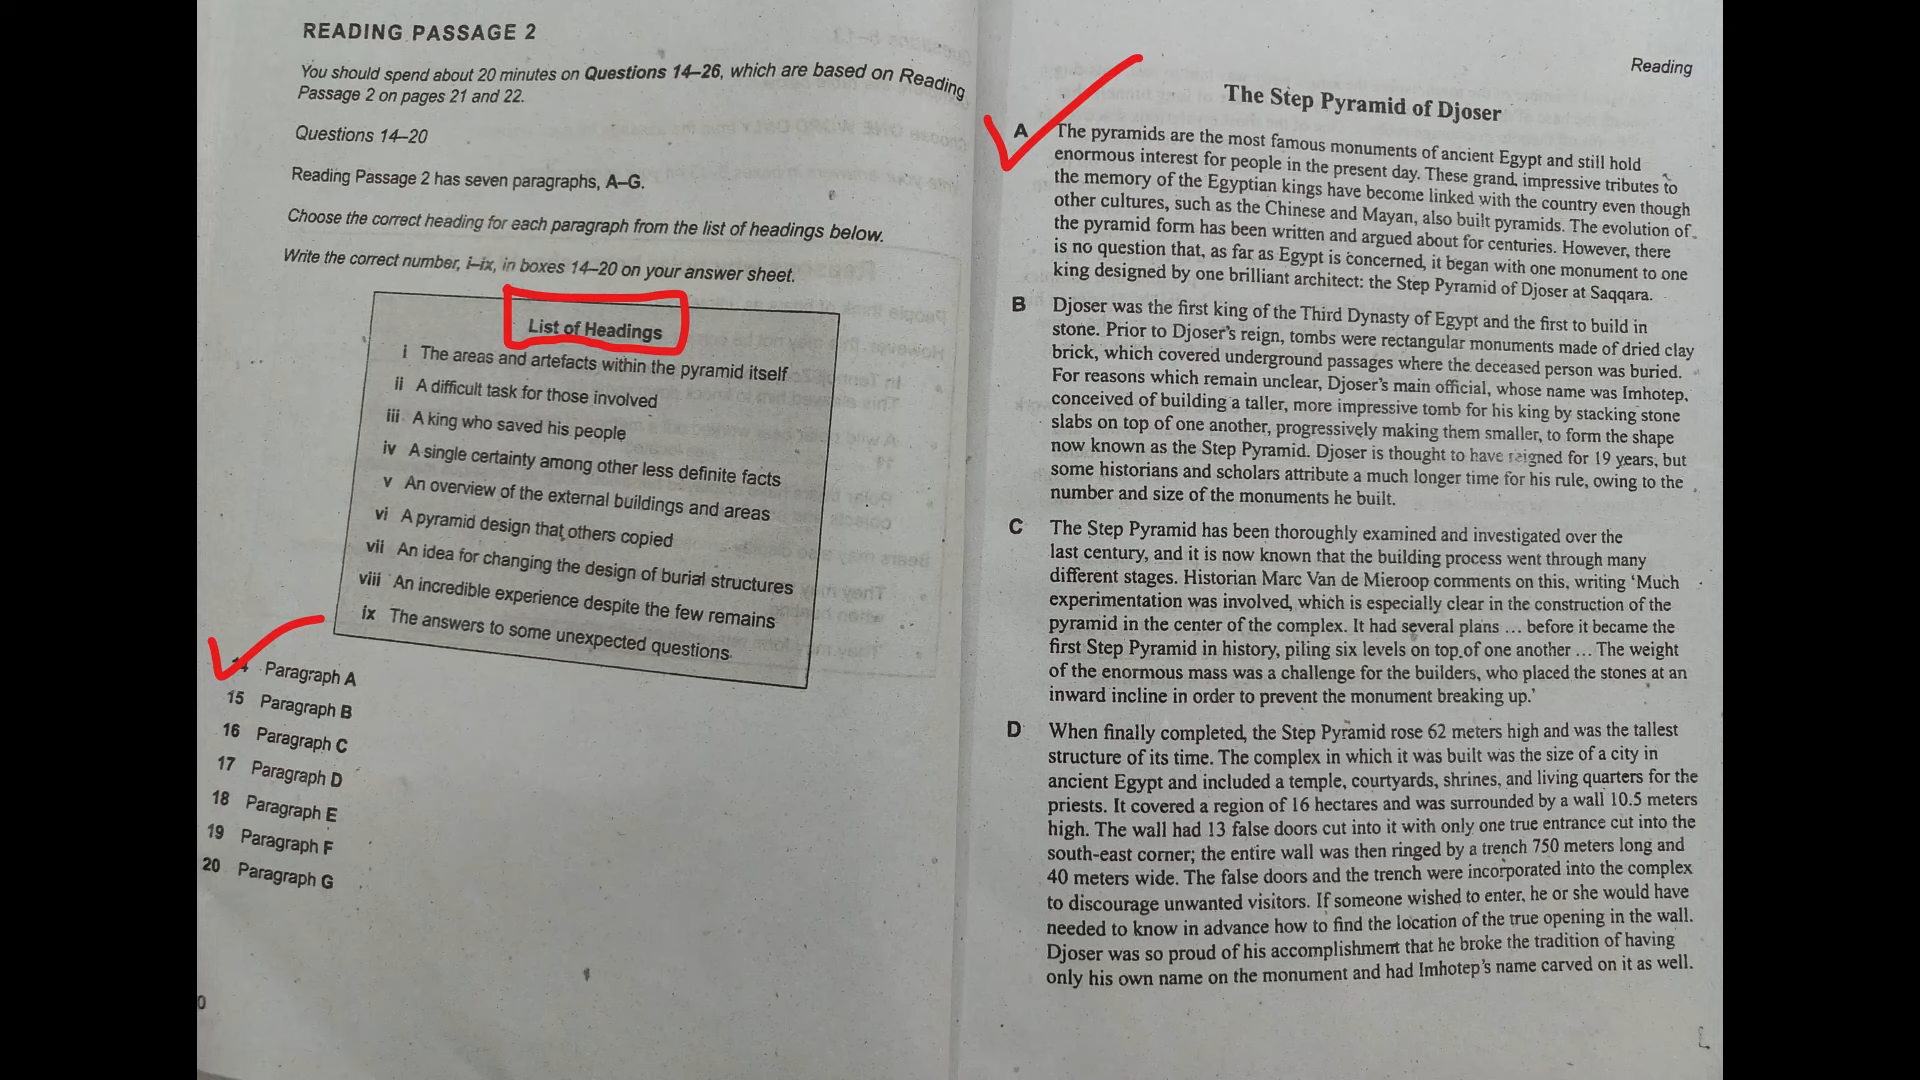 READING PASSAGE 2
You should spend about 20 minutes on Questions 14–26, which are based on Reading
Passage 2 on pages 21 and 22.
Questions 14–20
Reading Passage 2 has seven paragraphs, A–G.
Choose the correct heading for each paragraph from the list of headings below.
Write the correct number, i–ix, in boxes 14–20 on your answer sheet.
List of Headings
i The areas and artefacts within the pyramid itself
ii A difficult task for those involved
iii A king who saved his people
iv A single certainty among other less definite facts
v An overview of the external buildings and areas
vi A pyramid design that others copied
vii An idea for changing the design of burial structures
viii An incredible experience despite the few remains
ix The answers to some unexpected questions
14 Paragraph A
15 Paragraph B
16 Paragraph C
17 Paragraph D
18 Paragraph E
19 Paragraph F
20 Paragraph G
Reading
The Step Pyramid of Djoser
A The pyramids are the most famous monuments of ancient Egypt and still hold
enormous interest for people in the present day. These grand, impressive tributes to
the memory of the Egyptian kings have become linked with the country even though
other cultures, such as the Chinese and Mayan, also built pyramids. The evolution of
the pyramid form has been written and argued about for centuries. However, there
is no question that, as far as Egypt is concerned, it began with one monument to one
king designed by one brilliant architect: the Step Pyramid of Djoser at Saqqara.
B Djoser was the first king of the Third Dynasty of Egypt and the first to build in
stone. Prior to Djoser's reign, tombs were rectangular monuments made of dried clay
brick, which covered underground passages where the deceased person was buried.
For reasons which remain unclear, Djoser's main official, whose name was Imhotep,
conceived of building a taller, more impressive tomb for his king by stacking stone
slabs on top of one another, progressively making them smaller, to form the shape
now known as the Step Pyramid. Djoser is thought to have reigned for 19 years, but
some historians and scholars attribute a much longer time for his rule, owing to the
number and size of the monuments he built.
C The Step Pyramid has been thoroughly examined and investigated over the
last century, and it is now known that the building process went through many
different stages. Historian Marc Van de Mieroop comments on this, writing 'Much
experimentation was involved, which is especially clear in the construction of the
pyramid in the center of the complex. It had several plans … before it became the
first Step Pyramid in history, piling six levels on top of one another … The weight
of the enormous mass was a challenge for the builders, who placed the stones at an
inward incline in order to prevent the monument breaking up.'
D When finally completed, the Step Pyramid rose 62 meters high and was the tallest
structure of its time. The complex in which it was built was the size of a city in
ancient Egypt and included a temple, courtyards, shrines, and living quarters for the
priests. It covered a region of 16 hectares and was surrounded by a wall 10.5 meters
high. The wall had 13 false doors cut into it with only one true entrance cut into the
south-east corner; the entire wall was then ringed by a trench 750 meters long and
40 meters wide. The false doors and the trench were incorporated into the complex
to discourage unwanted visitors. If someone wished to enter, he or she would have
needed to know in advance how to find the location of the true opening in the wall.
Djoser was so proud of his accomplishment that he broke the tradition of having
only his own name on the monument and had Imhotep's name carved on it as well.